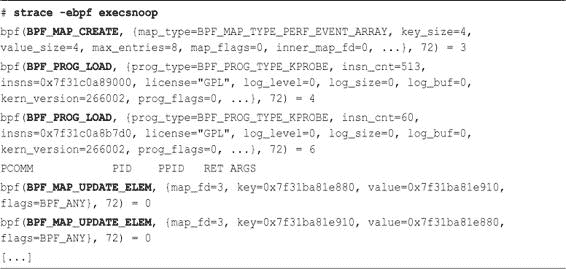 # strace -ebpf execsnoop
bpf(BPF_MAP_CREATE, {map_type=BPF_MAP_TYPE_PERF_EVENT_ARRAY, key_size=4,
value_size=4, max_entries=8, map_flags=0, inner_map_fd=0, ...}, 72) = 3
bpf(BPF_PROG_LOAD, {prog_type=BPF_PROG_TYPE_KPROBE, insn_cnt=513,
insns=0x7f31c0a89000, license="GPL", log_level=0, log_size=0, log_buf=0,
kern_version=266002, prog_flags=0, ...}, 72) = 4
bpf(BPF_PROG_LOAD, {prog_type=BPF_PROG_TYPE_KPROBE, insn_cnt=60,
insns=0x7f31c0a8b7d0, license="GPL", log_level=0, log_size=0, log_buf=0,
kern_version=266002, prog_flags=0, ...}, 72) = 6
PCOMM PID PPID RET ARGS
bpf(BPF_MAP_UPDATE_ELEM, {map_fd=3, key=0x7f31ba81e880, value=0x7f31ba81e910,
flags=BPF_ANY}, 72) = 0
bpf(BPF_MAP_UPDATE_ELEM, {map_fd=3, key=0x7f31ba81e910, value=0x7f31ba81e880,
flags=BPF_ANY}, 72) = 0
[...]